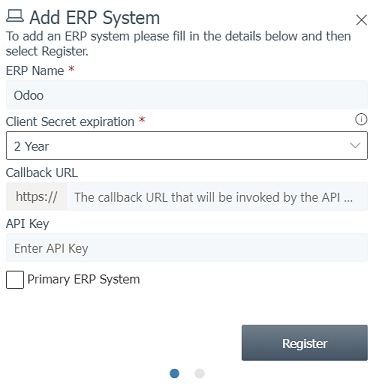 Add ERP System
To add an ERP system please fill in the details below and then
select Register.
ERP Name *
Odoo
Client Secret expiration *
2 Year
Callback URL
https:// The callback URL that will be invoked by the API ...
API Key
Enter API Key
Primary ERP System
Register